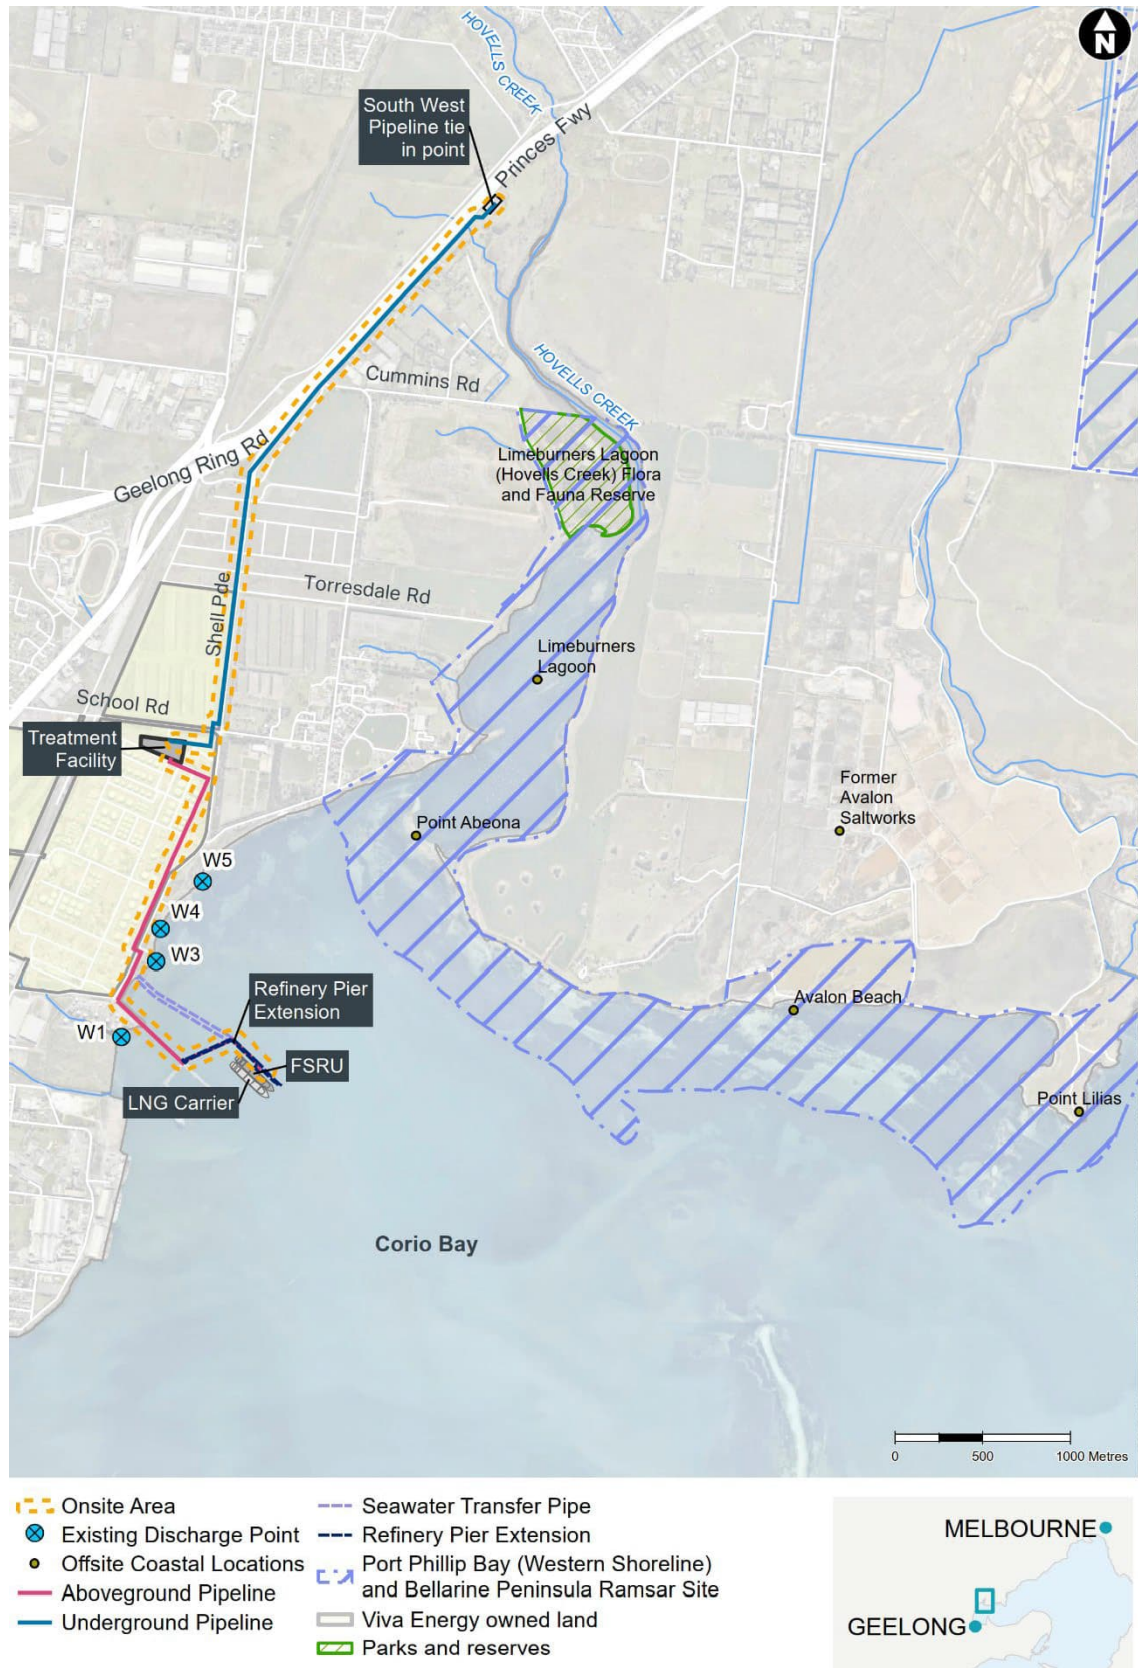 N
HOVELLS CREEK
South West
Pipeline tie
in point
Princes Fwy
HOVELLS CREEK
Cummins Rd
Geelong Ring Rd
Limeburners Lagoon
(Hovells Creek) Flora
and Fauna Reserve
Shell Pde
Torresdale Rd
Limeburners
Lagoon
School Rd
Treatment
Facility
Former
Avalon
Saltworks
Point Abeona
W5
W4
W3
Refinery Pier
Extension
Avalon Beach
W1
FSRU
LNG Carrier
Point Lilias
Corio Bay
0 500 1000 Metres
Onsite Area
Existing Discharge Point
Offsite Coastal Locations
Aboveground Pipeline
Underground Pipeline
Seawater Transfer Pipe
Refinery Pier Extension
Port Phillip Bay (Western Shoreline)
and Bellarine Peninsula Ramsar Site
Viva Energy owned land
Parks and reserves
MELBOURNE
GEELONG